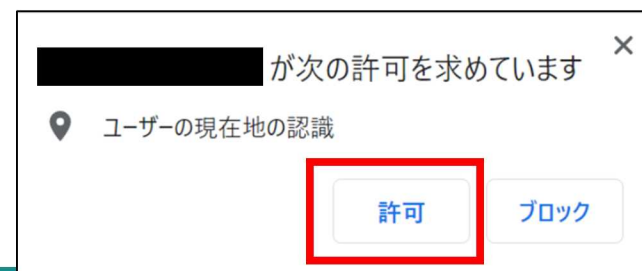 が次の許可を求めています
ユーザーの現在地の認識
許可
ブロック